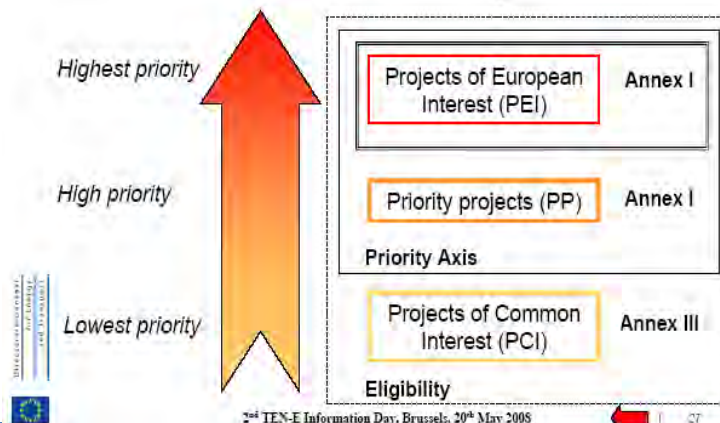 Highest priority
Projects of European
Interest (PEI)
Annex I
High priority
Priority projects (PP)
Annex I
Priority Axis
Lowest priority
Projects of Common
Interest (PCI)
Annex III
Eligibility
2nd TEN-E Information Day, Brussels, 20th May 2008
27